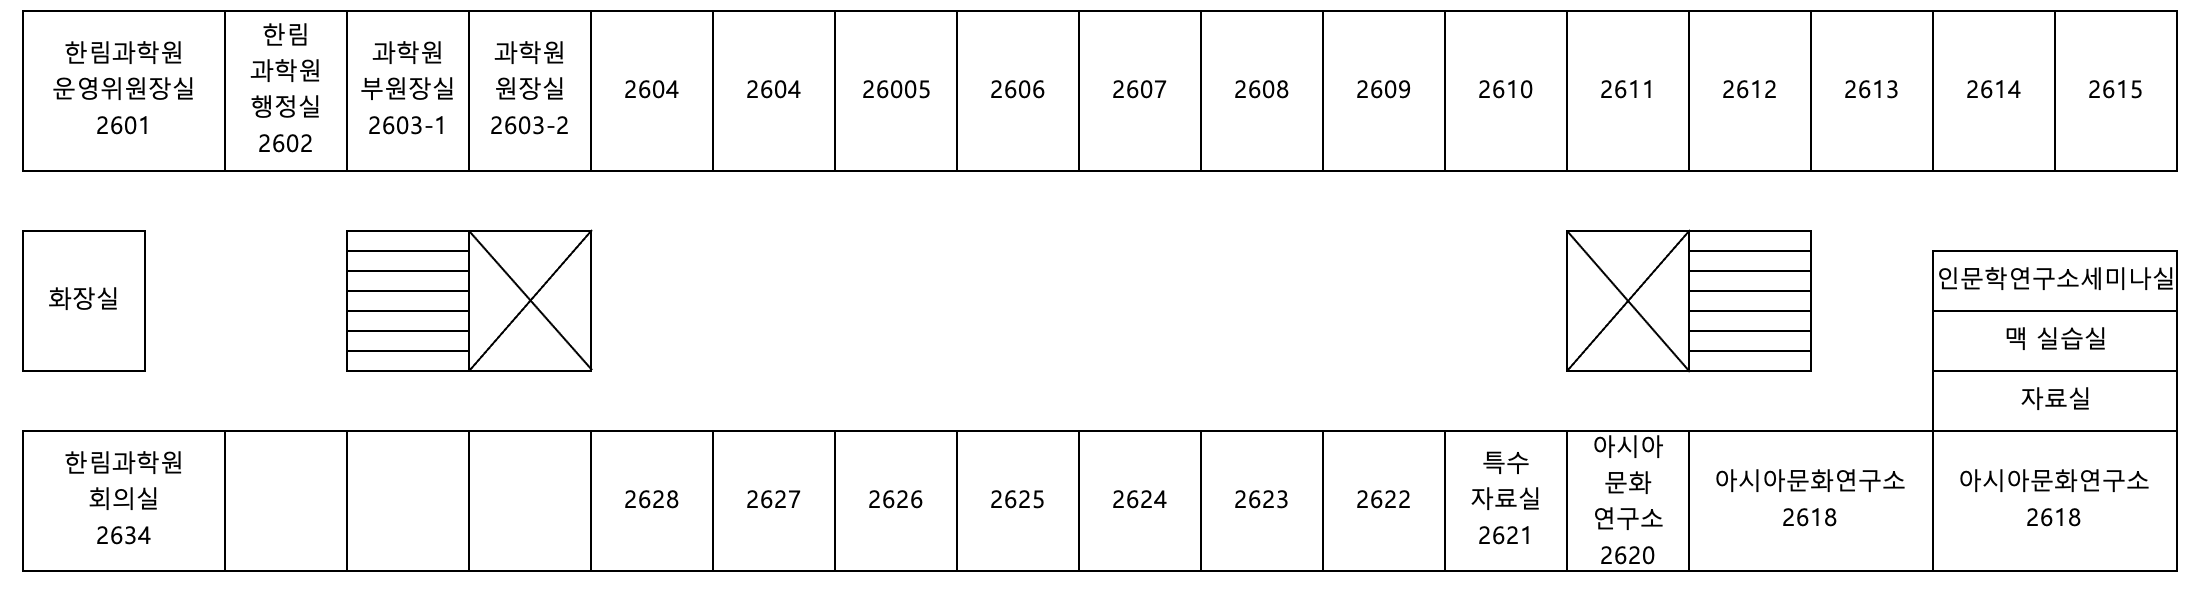 한림과학원
운영위원장실
2601
한림
과학원
행정실
2602
과학원
부원장실
2603-1
과학원
원장실
2603-2
2604
2604
26005
2606
2607
2608
2609
2610
2611
2612
2613
2614
2615
화장실
인문학연구소세미나실
맥 실습실
자료실
한림과학원
회의실
2634
2628
2627
2626
2625
2624
2623
2622
특수
자료실
2621
아시아
문화
연구소
2620
아시아문화연구소
2618
아시아문화연구소
2618